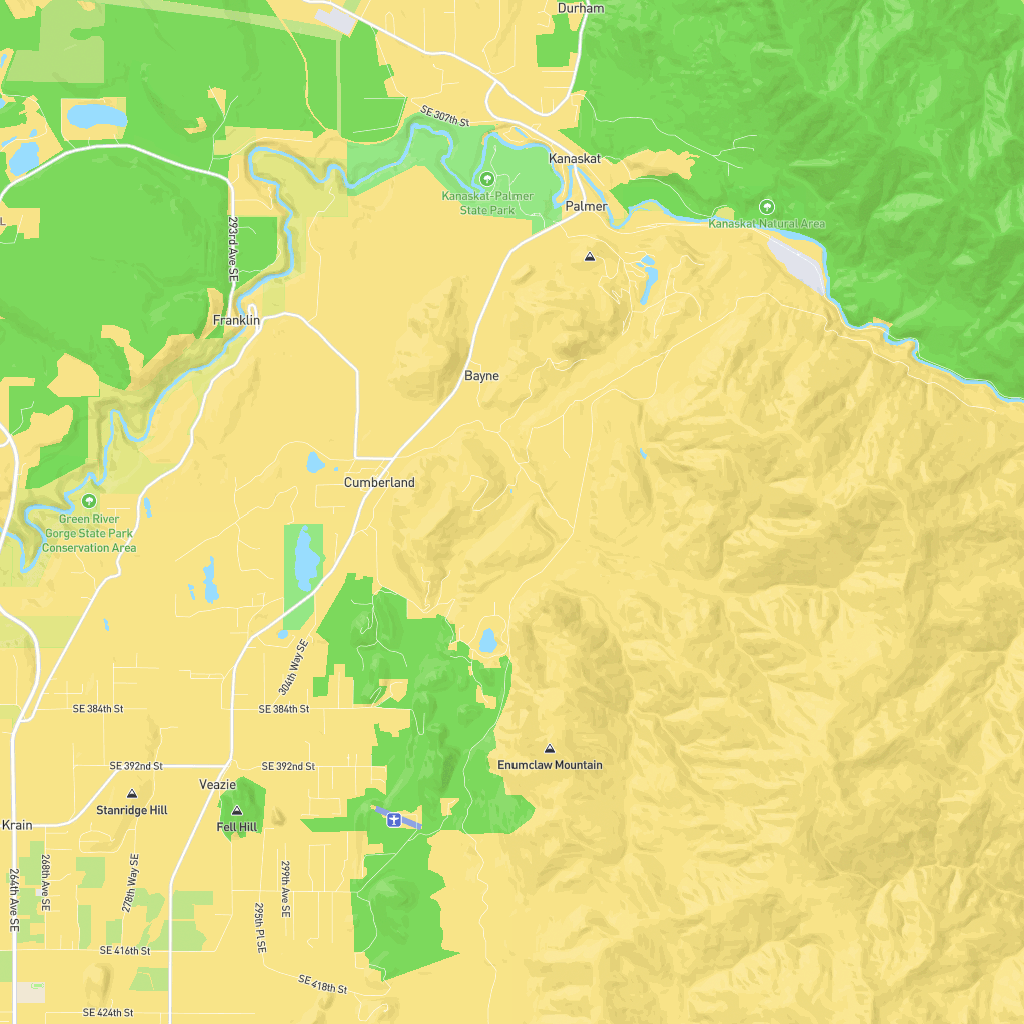 Durham
SE 307th St
Kanaskat
Kanaskat-Palmer
State Park
Palmer
Kanaskat Natural Area
L
293rd Ave SE
Franklin
Bayne
Cumberland
Green River
Gorge State Park
Conservation Area
304th Way SE
SE 384th St
SE 384th St
Enumclaw Mountain
SE 392nd St
SE 392nd St
Veazie
Stanridge Hill
Fell Hill
Krain
264th Ave SE
268th Ave SE
278th Way SE
299th Ave SE
295th Pl SE
SE 416th St
SE 418th St
SE 424th St